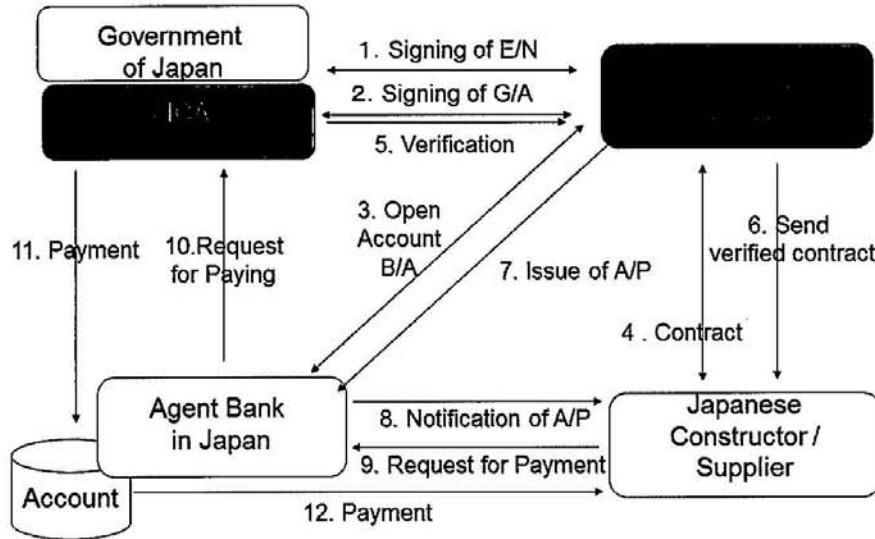 Government
of Japan
1. Signing of E/N
2. Signing of G/A
5. Verification
3. Open
Account
B/A
7. Issue of A/P
6. Send
verified contract
4 . Contract
11. Payment
10.Request
for Paying
Agent Bank
in Japan
8. Notification of A/P
9. Request for Payment
Japanese
Constructor /
Supplier
Account
12. Payment